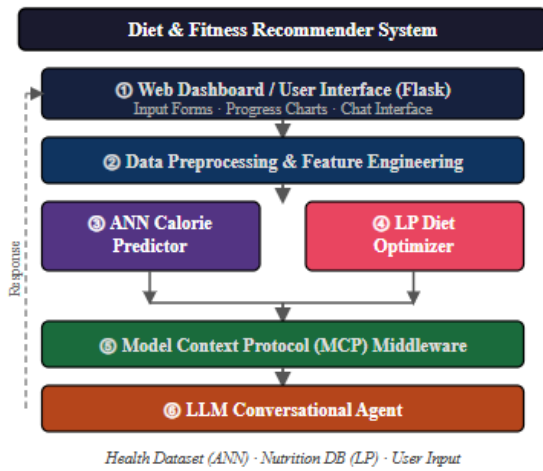 Diet & Fitness Recommender System
① Web Dashboard / User Interface (Flask)
Input Forms · Progress Charts · Chat Interface
② Data Preprocessing & Feature Engineering
③ ANN Calorie
Predictor
④ LP Diet
Optimizer
Response
⑤ Model Context Protocol (MCP) Middleware
⑥ LLM Conversational Agent
Health Dataset (ANN) · Nutrition DB (LP) · User Input